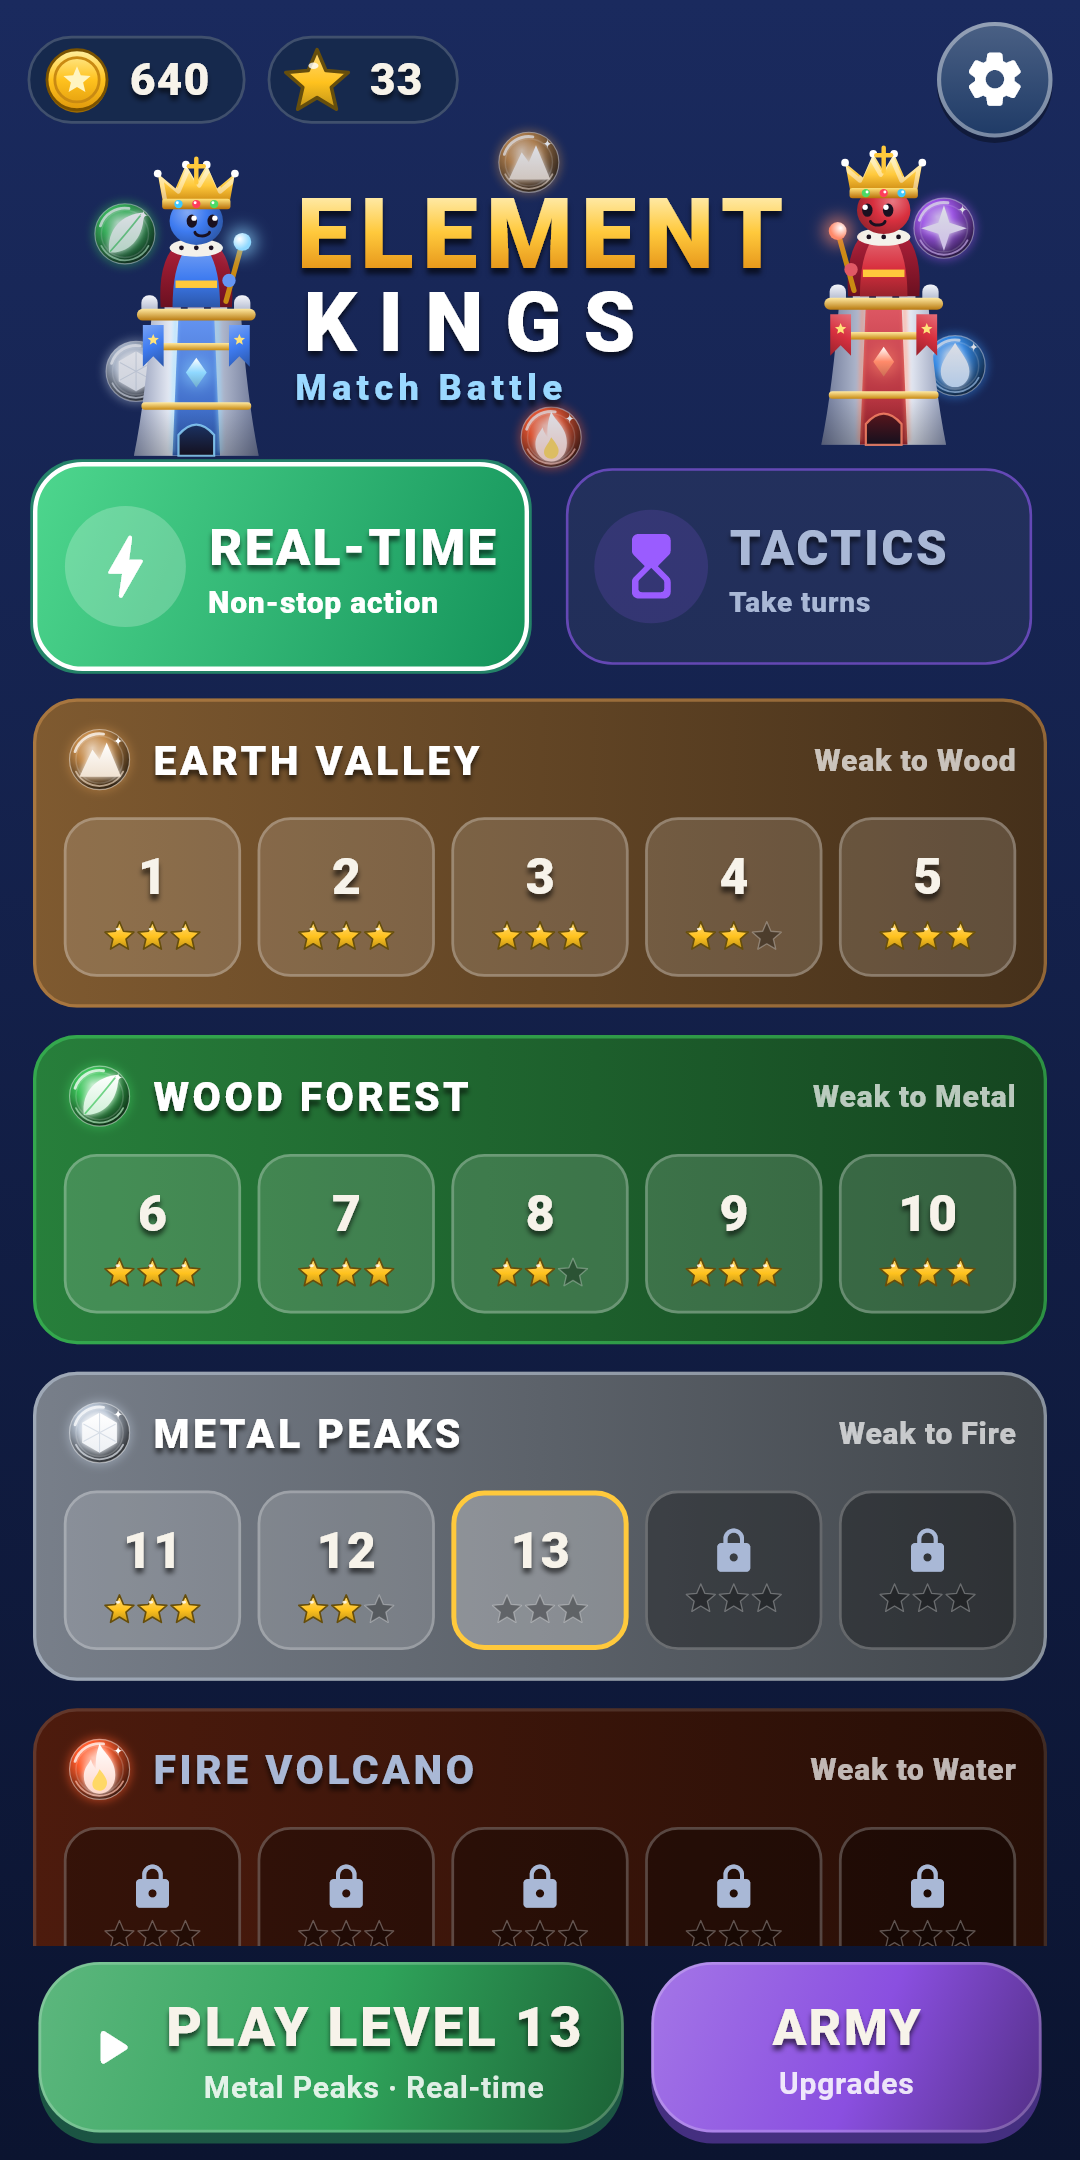 640
33
ELEMENT
KINGS
Match Battle
REAL-TIME
Non-stop action
TACTICS
Take turns
EARTH VALLEY
Weak to Wood
1
2
3
4
5
WOOD FOREST
Weak to Metal
6
7
8
9
10
METAL PEAKS
Weak to Fire
11
12
13
FIRE VOLCANO
Weak to Water
PLAY LEVEL 13
Metal Peaks · Real-time
ARMY
Upgrades